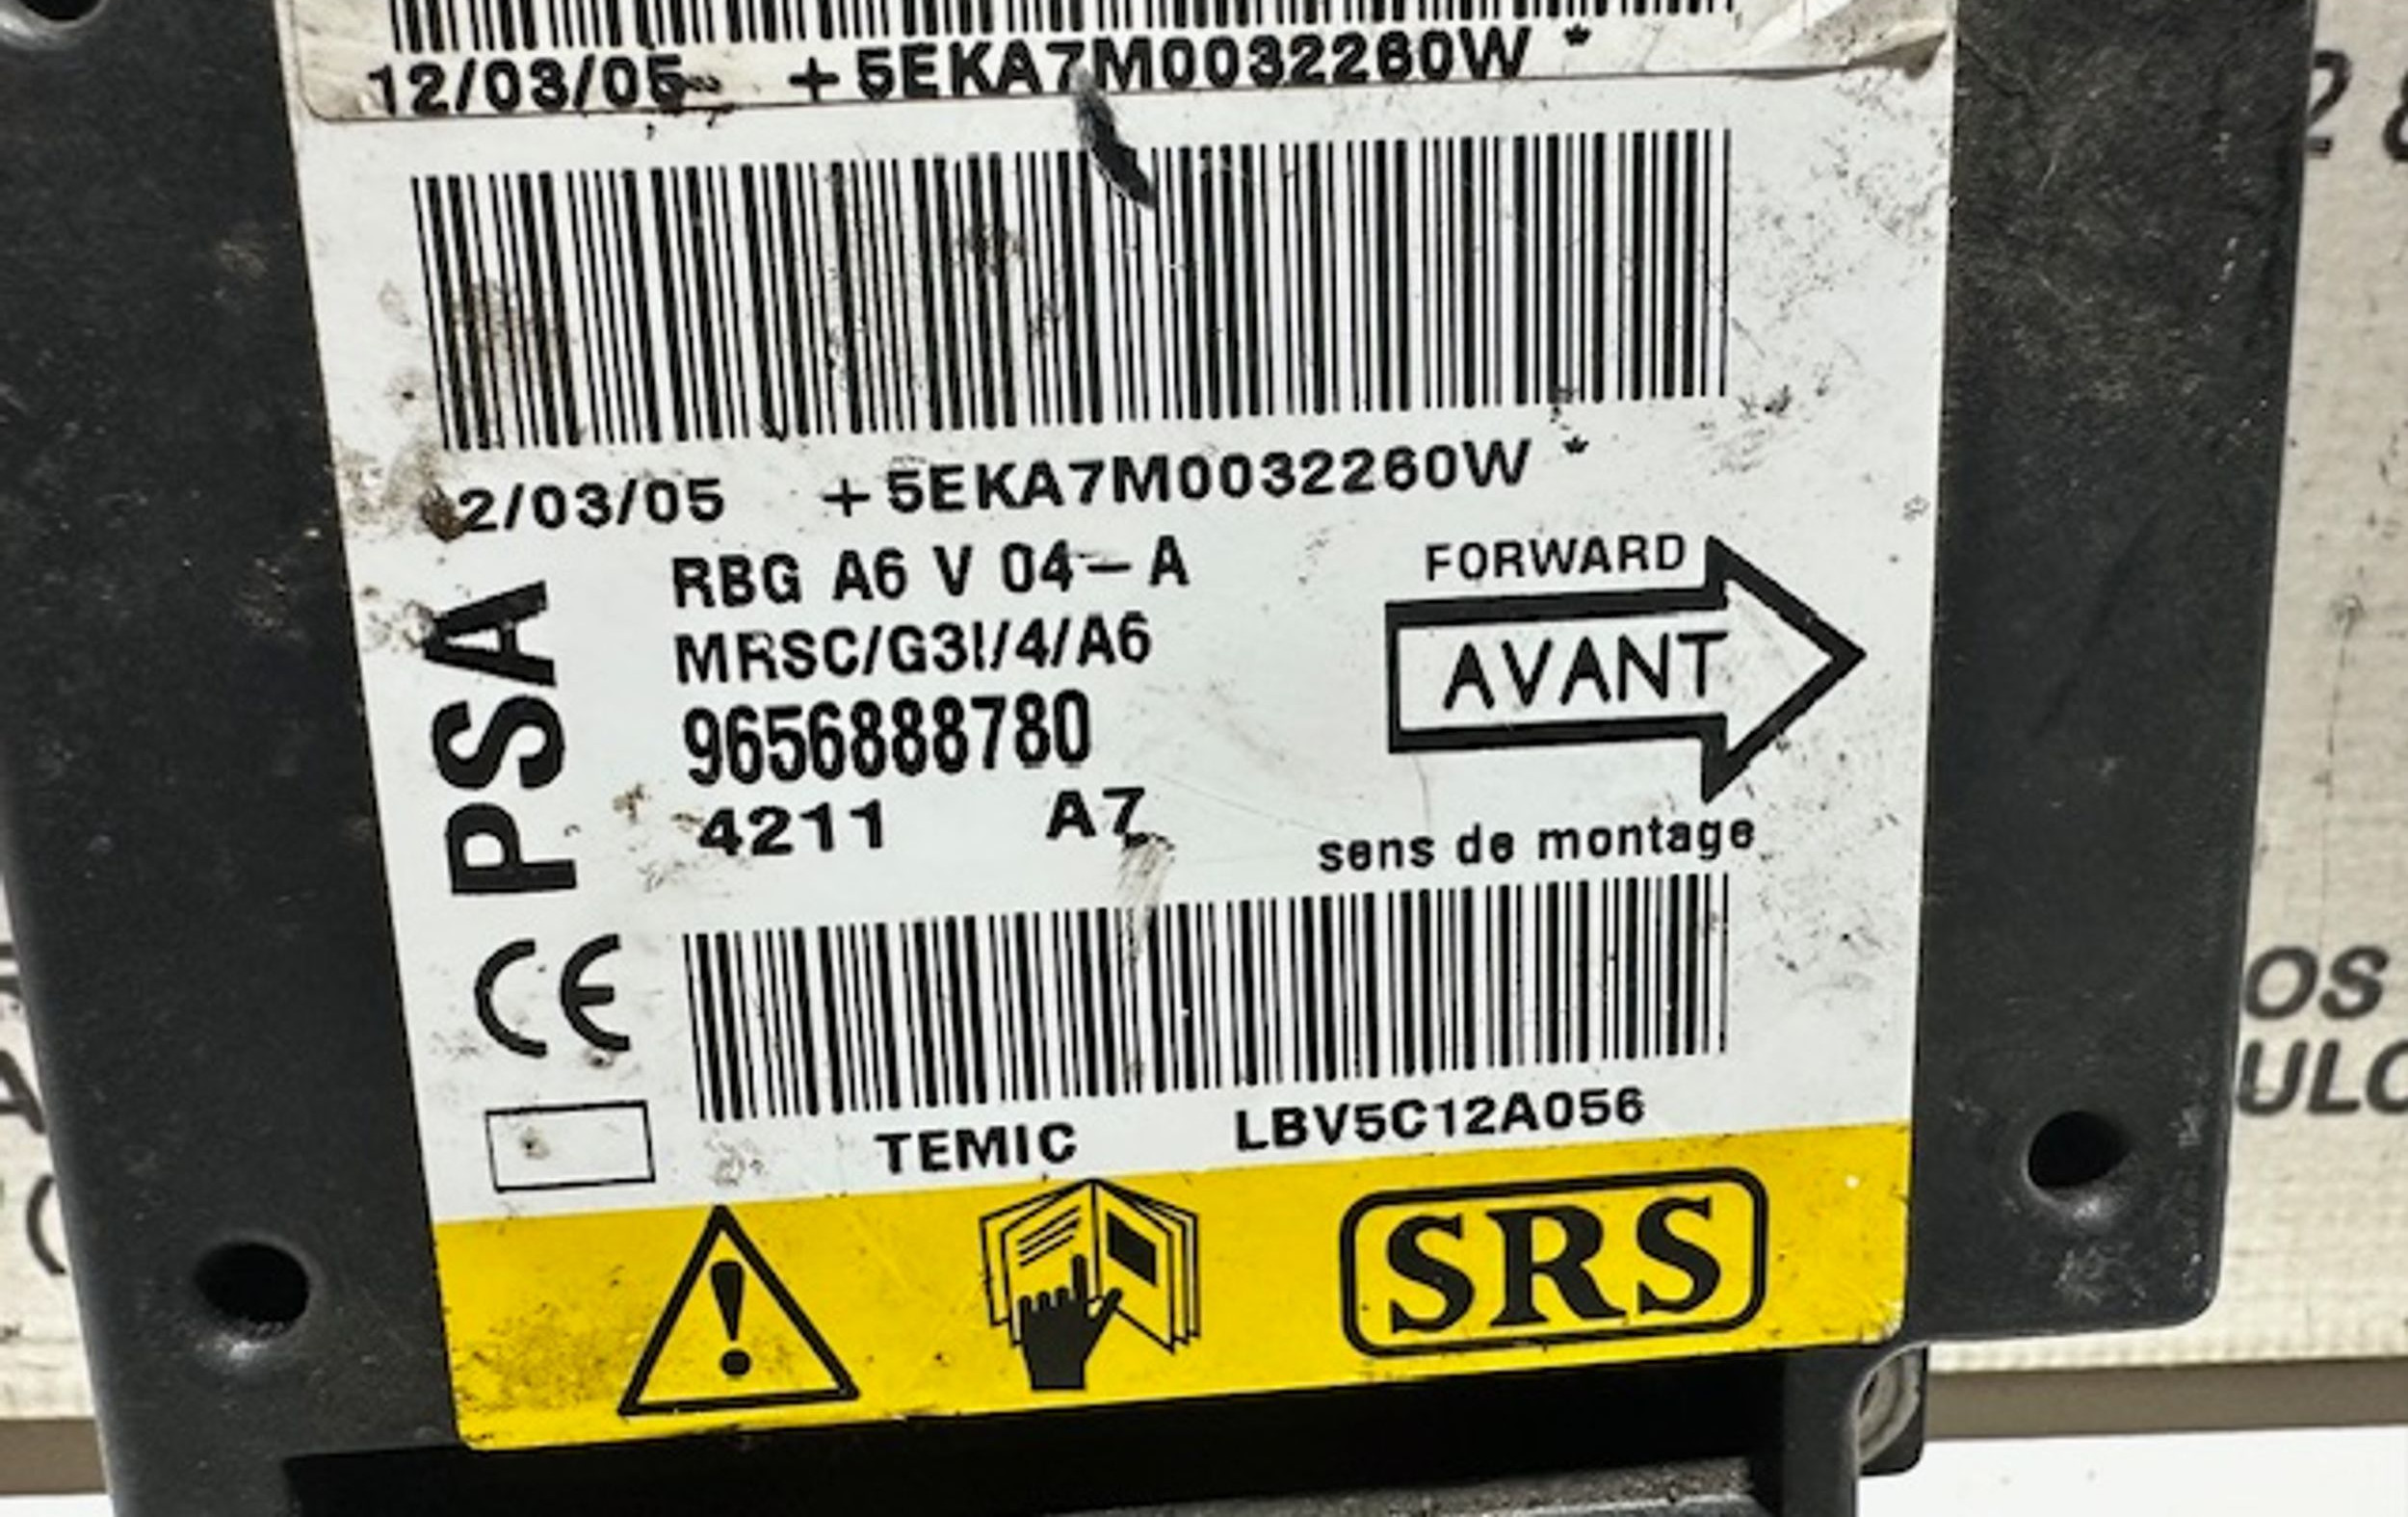 12/03/05 +5EKA7M0032260W *
2/03/05 +5EKA7M0032260W *
PSA
RBG A6 V 04-A
MRSC/G3I/4/A6
9656888780
4211 A7
FORWARD
AVANT
sens de montage
CE
TEMIC LBV5C12A056
SRS